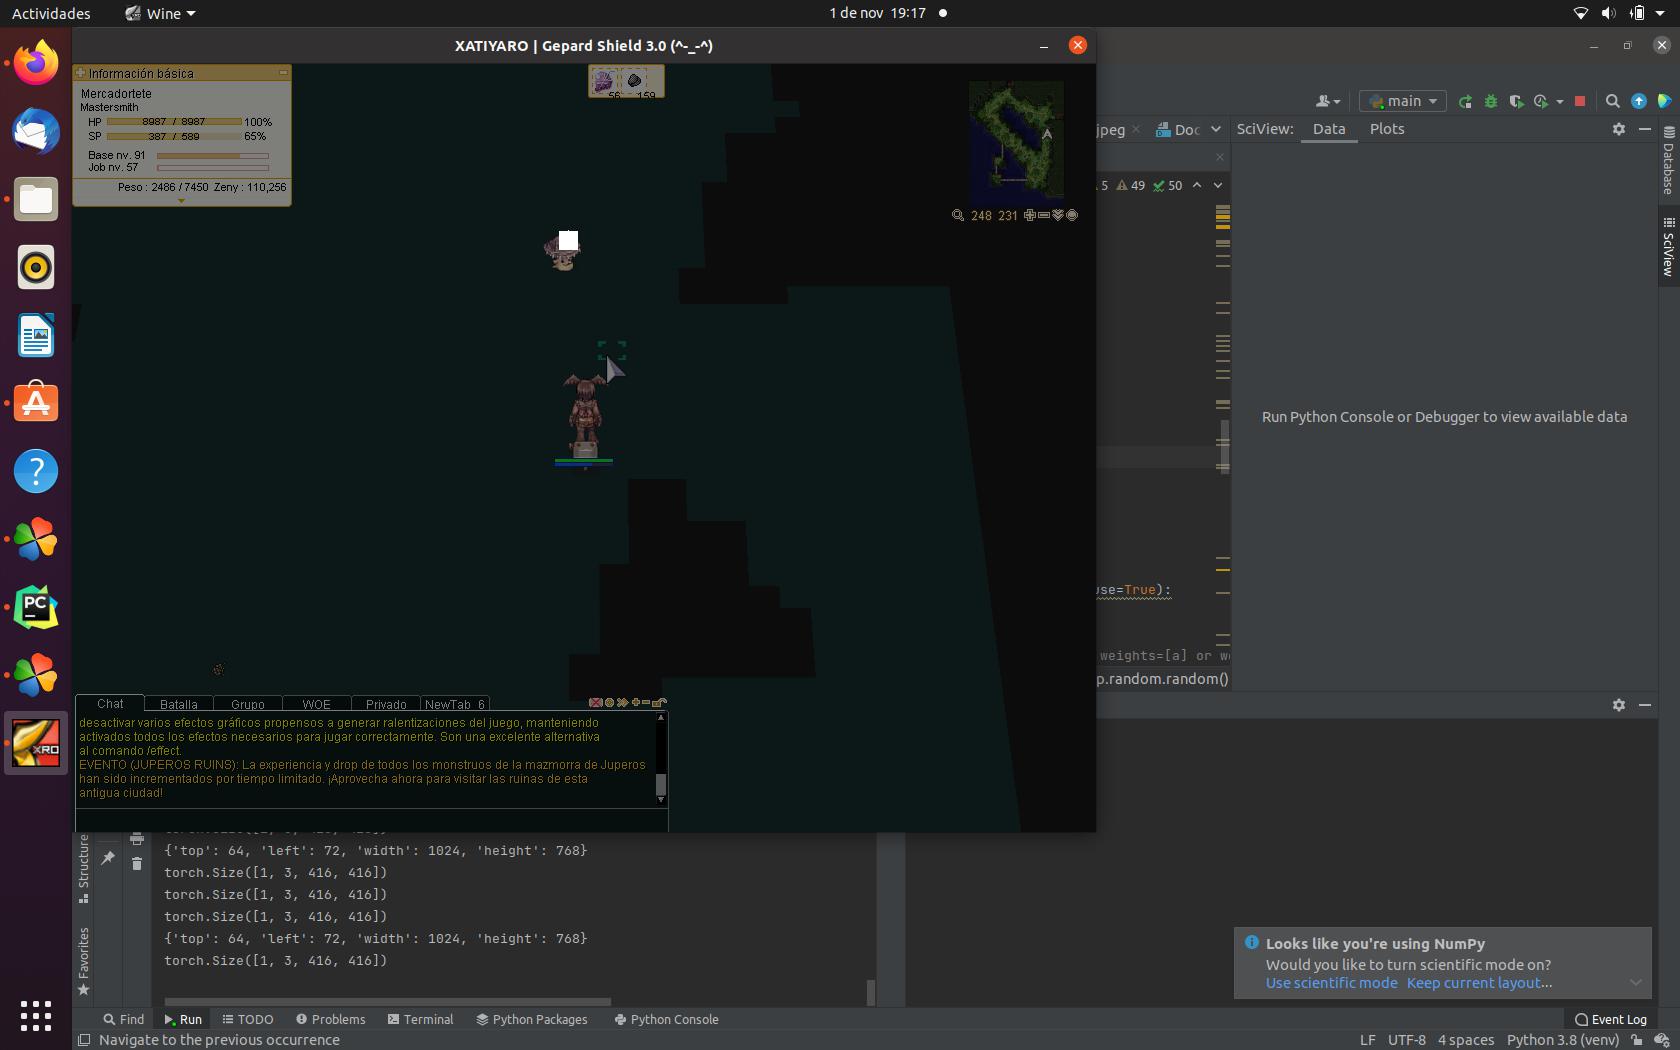 Actividades
Wine
1 de nov 19:17
XATIYARO | Gepard Shield 3.0 (^-_-^)
Información básica
Mercadortete
Mastersmith
HP 8987 / 8987 100%
SP 387 / 589 65%
Base nv. 91
Job nv. 57
Peso : 2486 / 7450 Zeny : 110,256
56 159
248 231
main
jpeg
Doc
SciView: Data Plots
5 49 50
Database
SciView
Run Python Console or Debugger to view available data
use=True):
weights=[a] or we
p.random.random()
PC
XRO
Chat Batalla Grupo WOE Privado NewTab_6
desactivar varios efectos gráficos propensos a generar ralentizaciones del juego, manteniendo
activados todos los efectos necesarios para jugar correctamente. Son una excelente alternativa
al comando /effect.
EVENTO (JUPEROS RUINS): La experiencia y drop de todos los monstruos de la mazmorra de Juperos
han sido incrementados por tiempo limitado. ¡Aprovecha ahora para visitar las ruinas de esta
antigua ciudad!
Structure
Favorites
{'top': 64, 'left': 72, 'width': 1024, 'height': 768}
torch.Size([1, 3, 416, 416])
torch.Size([1, 3, 416, 416])
torch.Size([1, 3, 416, 416])
{'top': 64, 'left': 72, 'width': 1024, 'height': 768}
torch.Size([1, 3, 416, 416])
Looks like you're using NumPy
Would you like to turn scientific mode on?
Use scientific mode Keep current layout...
Find Run TODO Problems Terminal Python Packages Python Console
Event Log
Navigate to the previous occurrence
LF UTF-8 4 spaces Python 3.8 (venv)